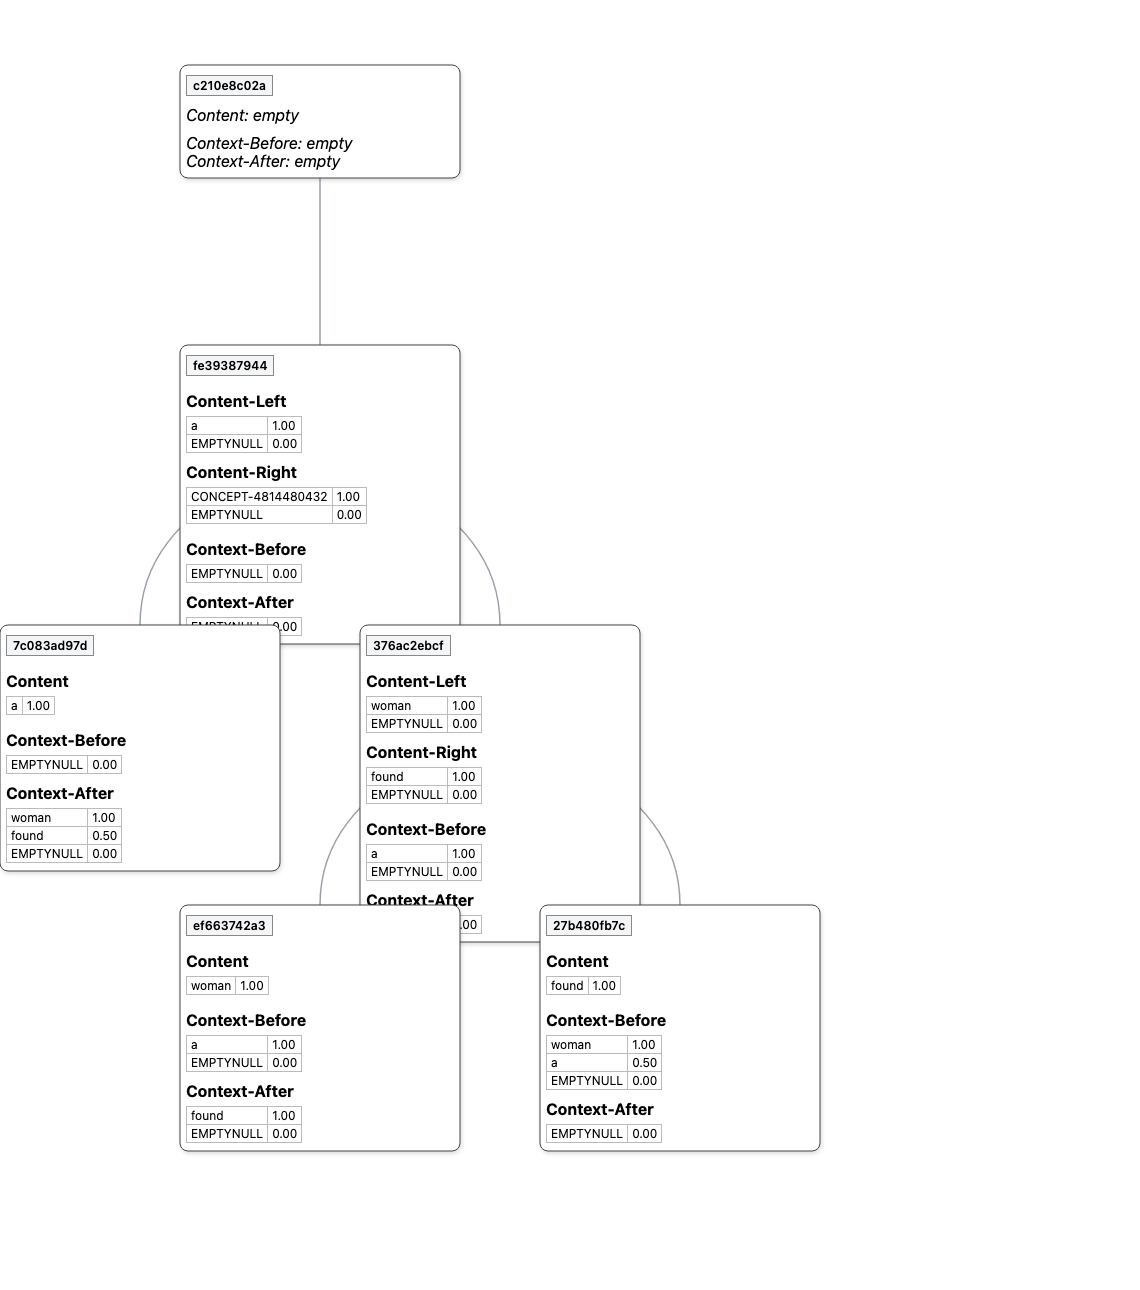 c210e8c02a
Content: empty
Context-Before: empty
Context-After: empty
fe39387944
Content-Left
a 1.00
EMPTYNULL 0.00
Content-Right
CONCEPT-4814480432 1.00
EMPTYNULL 0.00
Context-Before
EMPTYNULL 0.00
Context-After
EMPTYNULL 0.00
7c083ad97d
Content
a 1.00
Context-Before
EMPTYNULL 0.00
Context-After
woman 1.00
found 0.50
EMPTYNULL 0.00
376ac2ebcf
Content-Left
woman 1.00
EMPTYNULL 0.00
Content-Right
found 1.00
EMPTYNULL 0.00
Context-Before
a 1.00
EMPTYNULL 0.00
Context-After
.00
ef663742a3
Content
woman 1.00
Context-Before
a 1.00
EMPTYNULL 0.00
Context-After
found 1.00
EMPTYNULL 0.00
27b480fb7c
Content
found 1.00
Context-Before
woman 1.00
a 0.50
EMPTYNULL 0.00
Context-After
EMPTYNULL 0.00